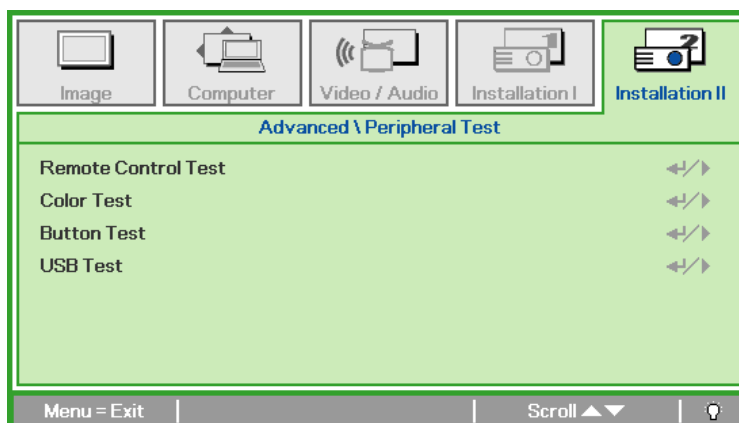 Image
Computer
Video / Audio
Installation I
Installation II
Advanced \ Peripheral Test
Remote Control Test
Color Test
Button Test
USB Test
Menu = Exit
Scroll ▲▼